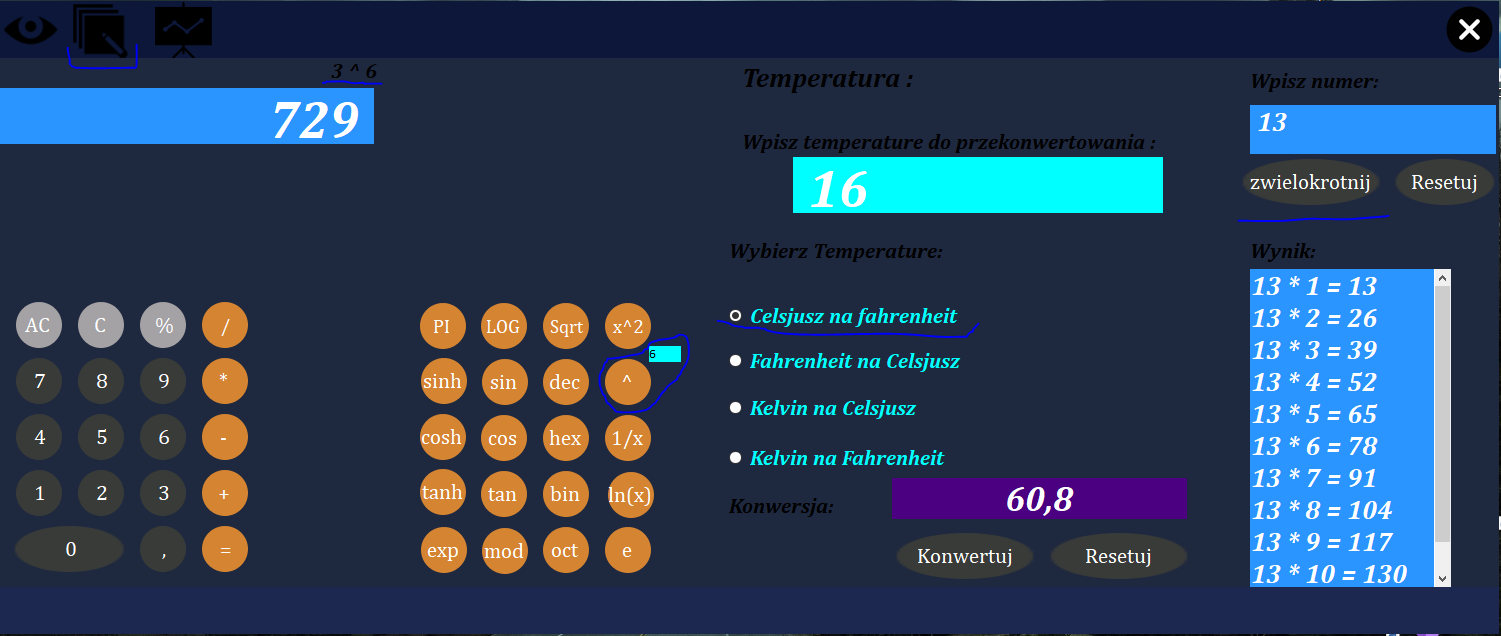 3 ^ 6
729
AC C % /
7 8 9 *
4 5 6 -
1 2 3 +
0 , =
PI LOG Sqrt x^2
6
sinh sin dec ^
cosh cos hex 1/x
tanh tan bin ln(x)
exp mod oct e
Temperatura :
Wpisz temperature do przekonwertowania :
16
Wybierz Temperature:
Celsjusz na fahrenheit
Fahrenheit na Celsjusz
Kelvin na Celsjusz
Kelvin na Fahrenheit
Konwersja:
60,8
Konwertuj Resetuj
Wpisz numer:
13
zwielokrotnij Resetuj
Wynik:
13 * 1 = 13
13 * 2 = 26
13 * 3 = 39
13 * 4 = 52
13 * 5 = 65
13 * 6 = 78
13 * 7 = 91
13 * 8 = 104
13 * 9 = 117
13 * 10 = 130